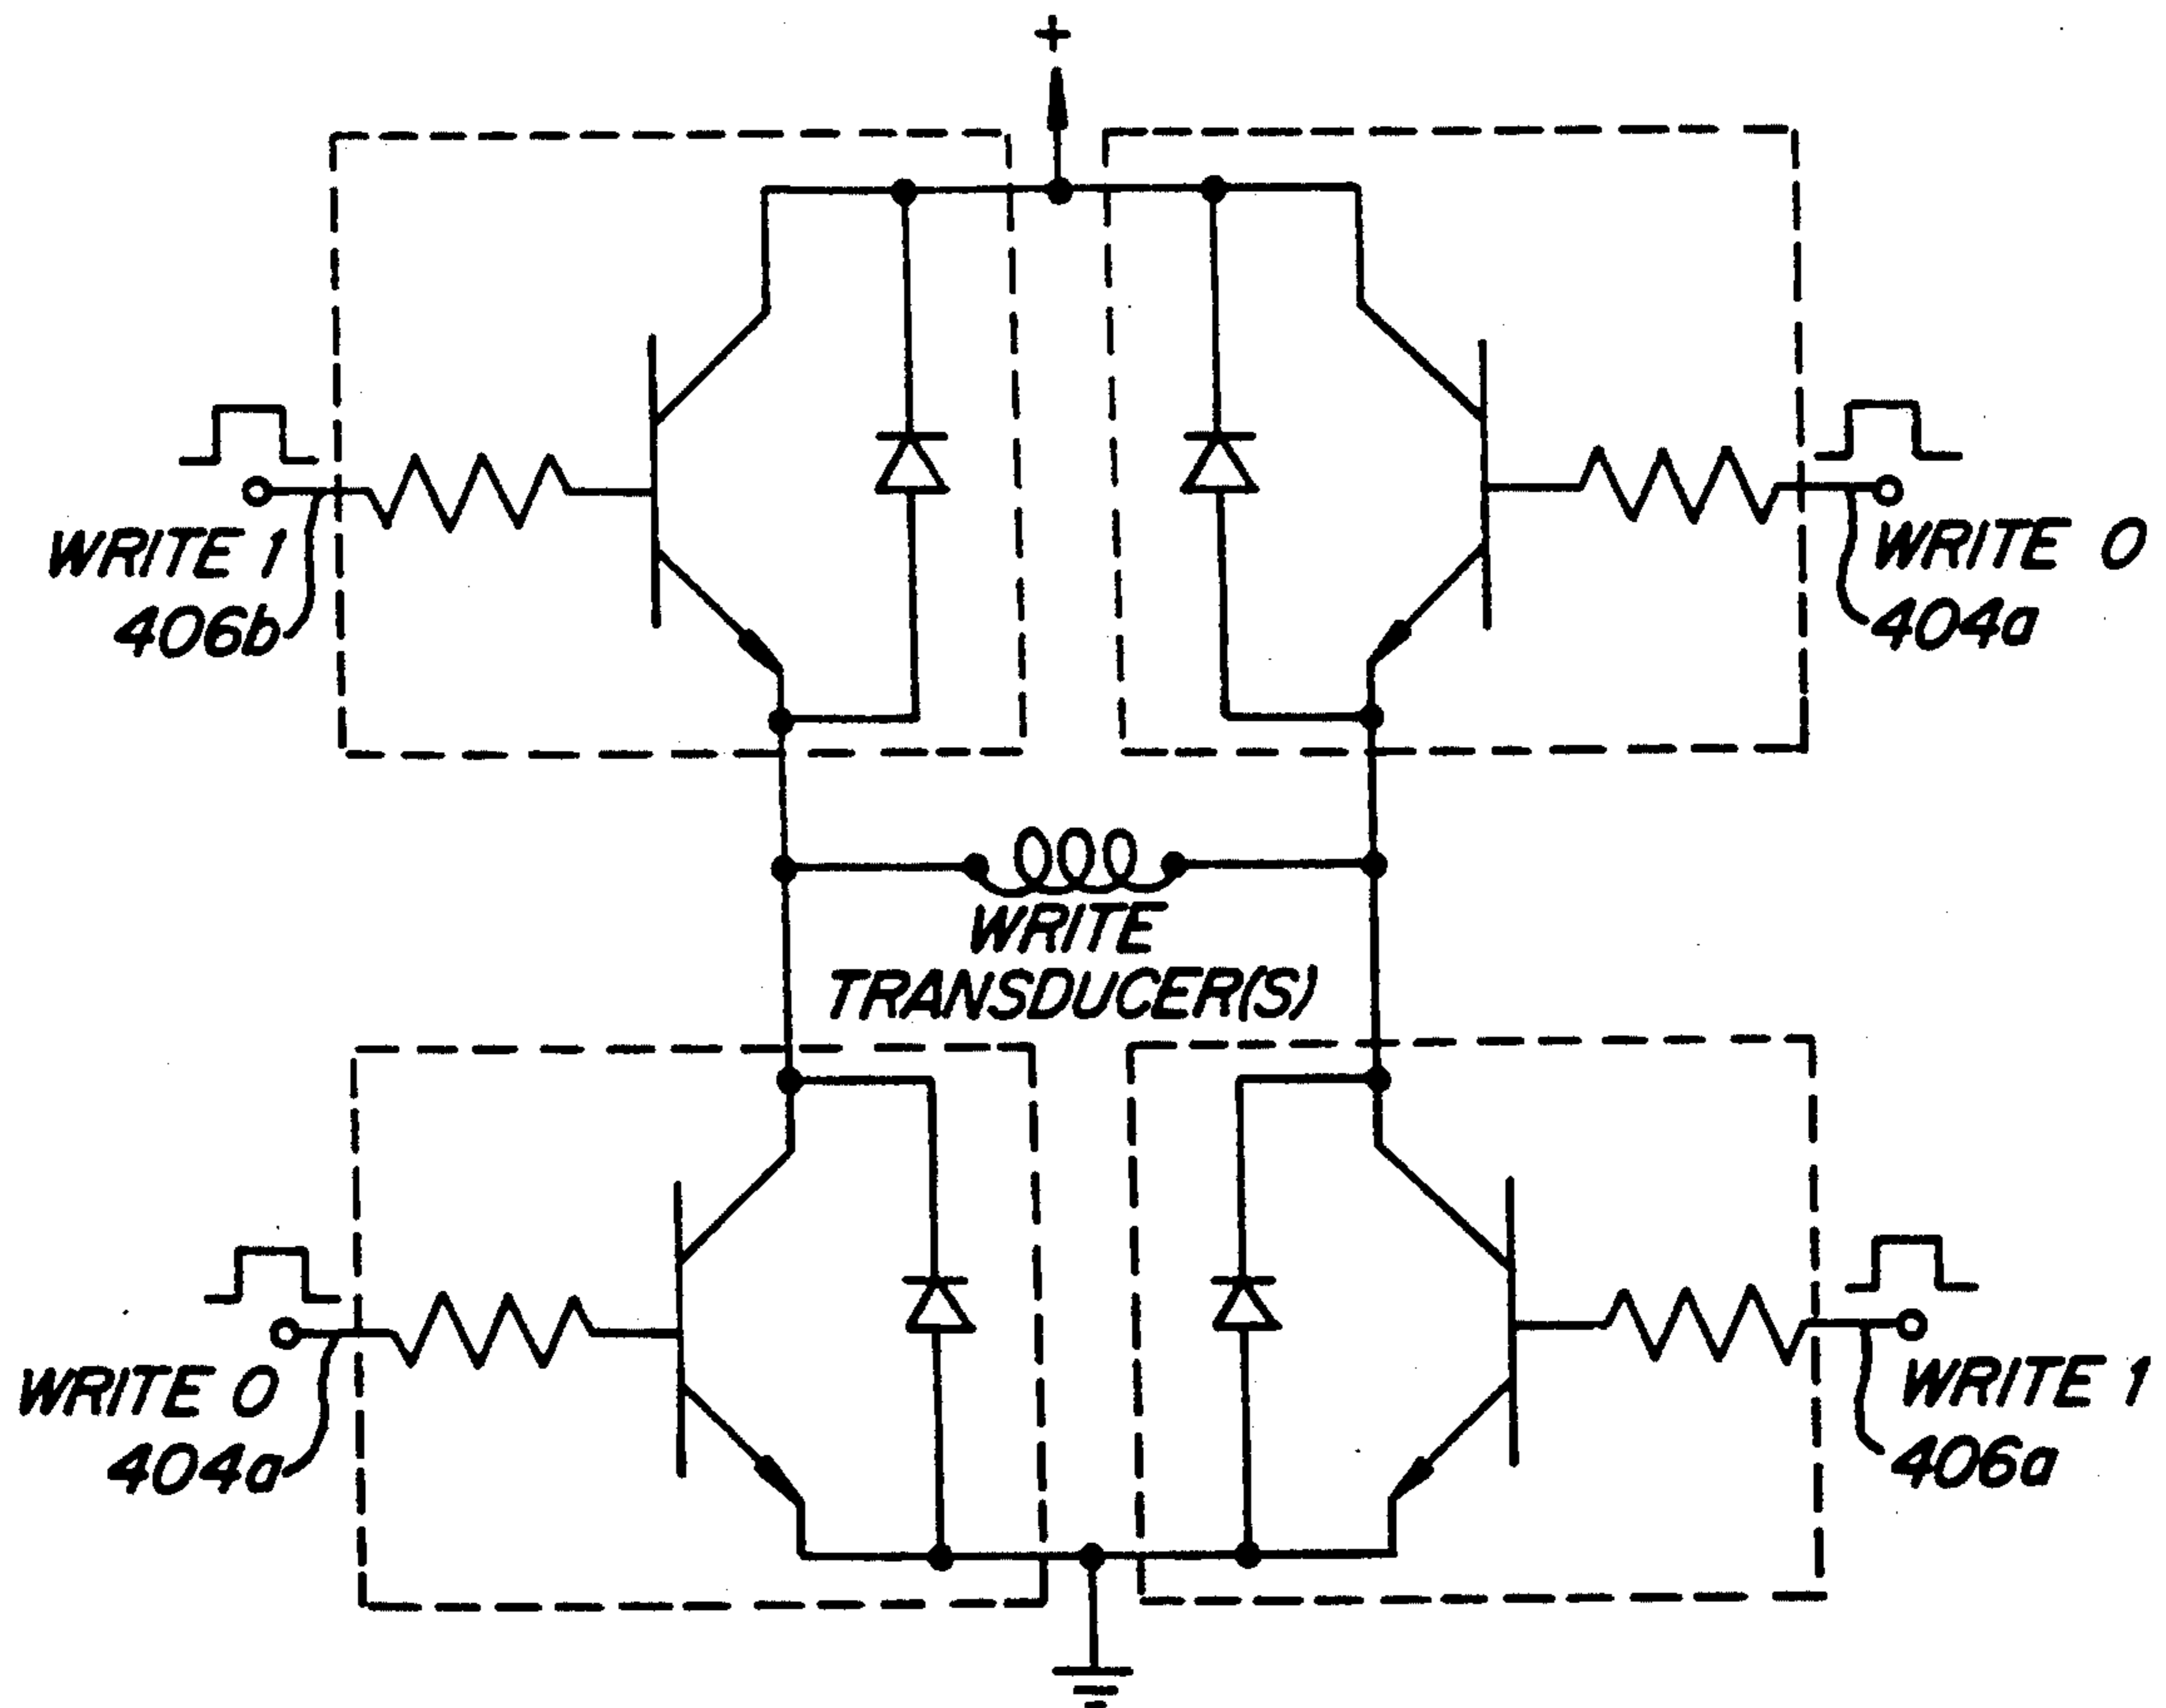 +
WRITE 1
406b
WRITE 0
404a
WRITE
TRANSDUCER(S)
WRITE 0
404a
WRITE 1
406a